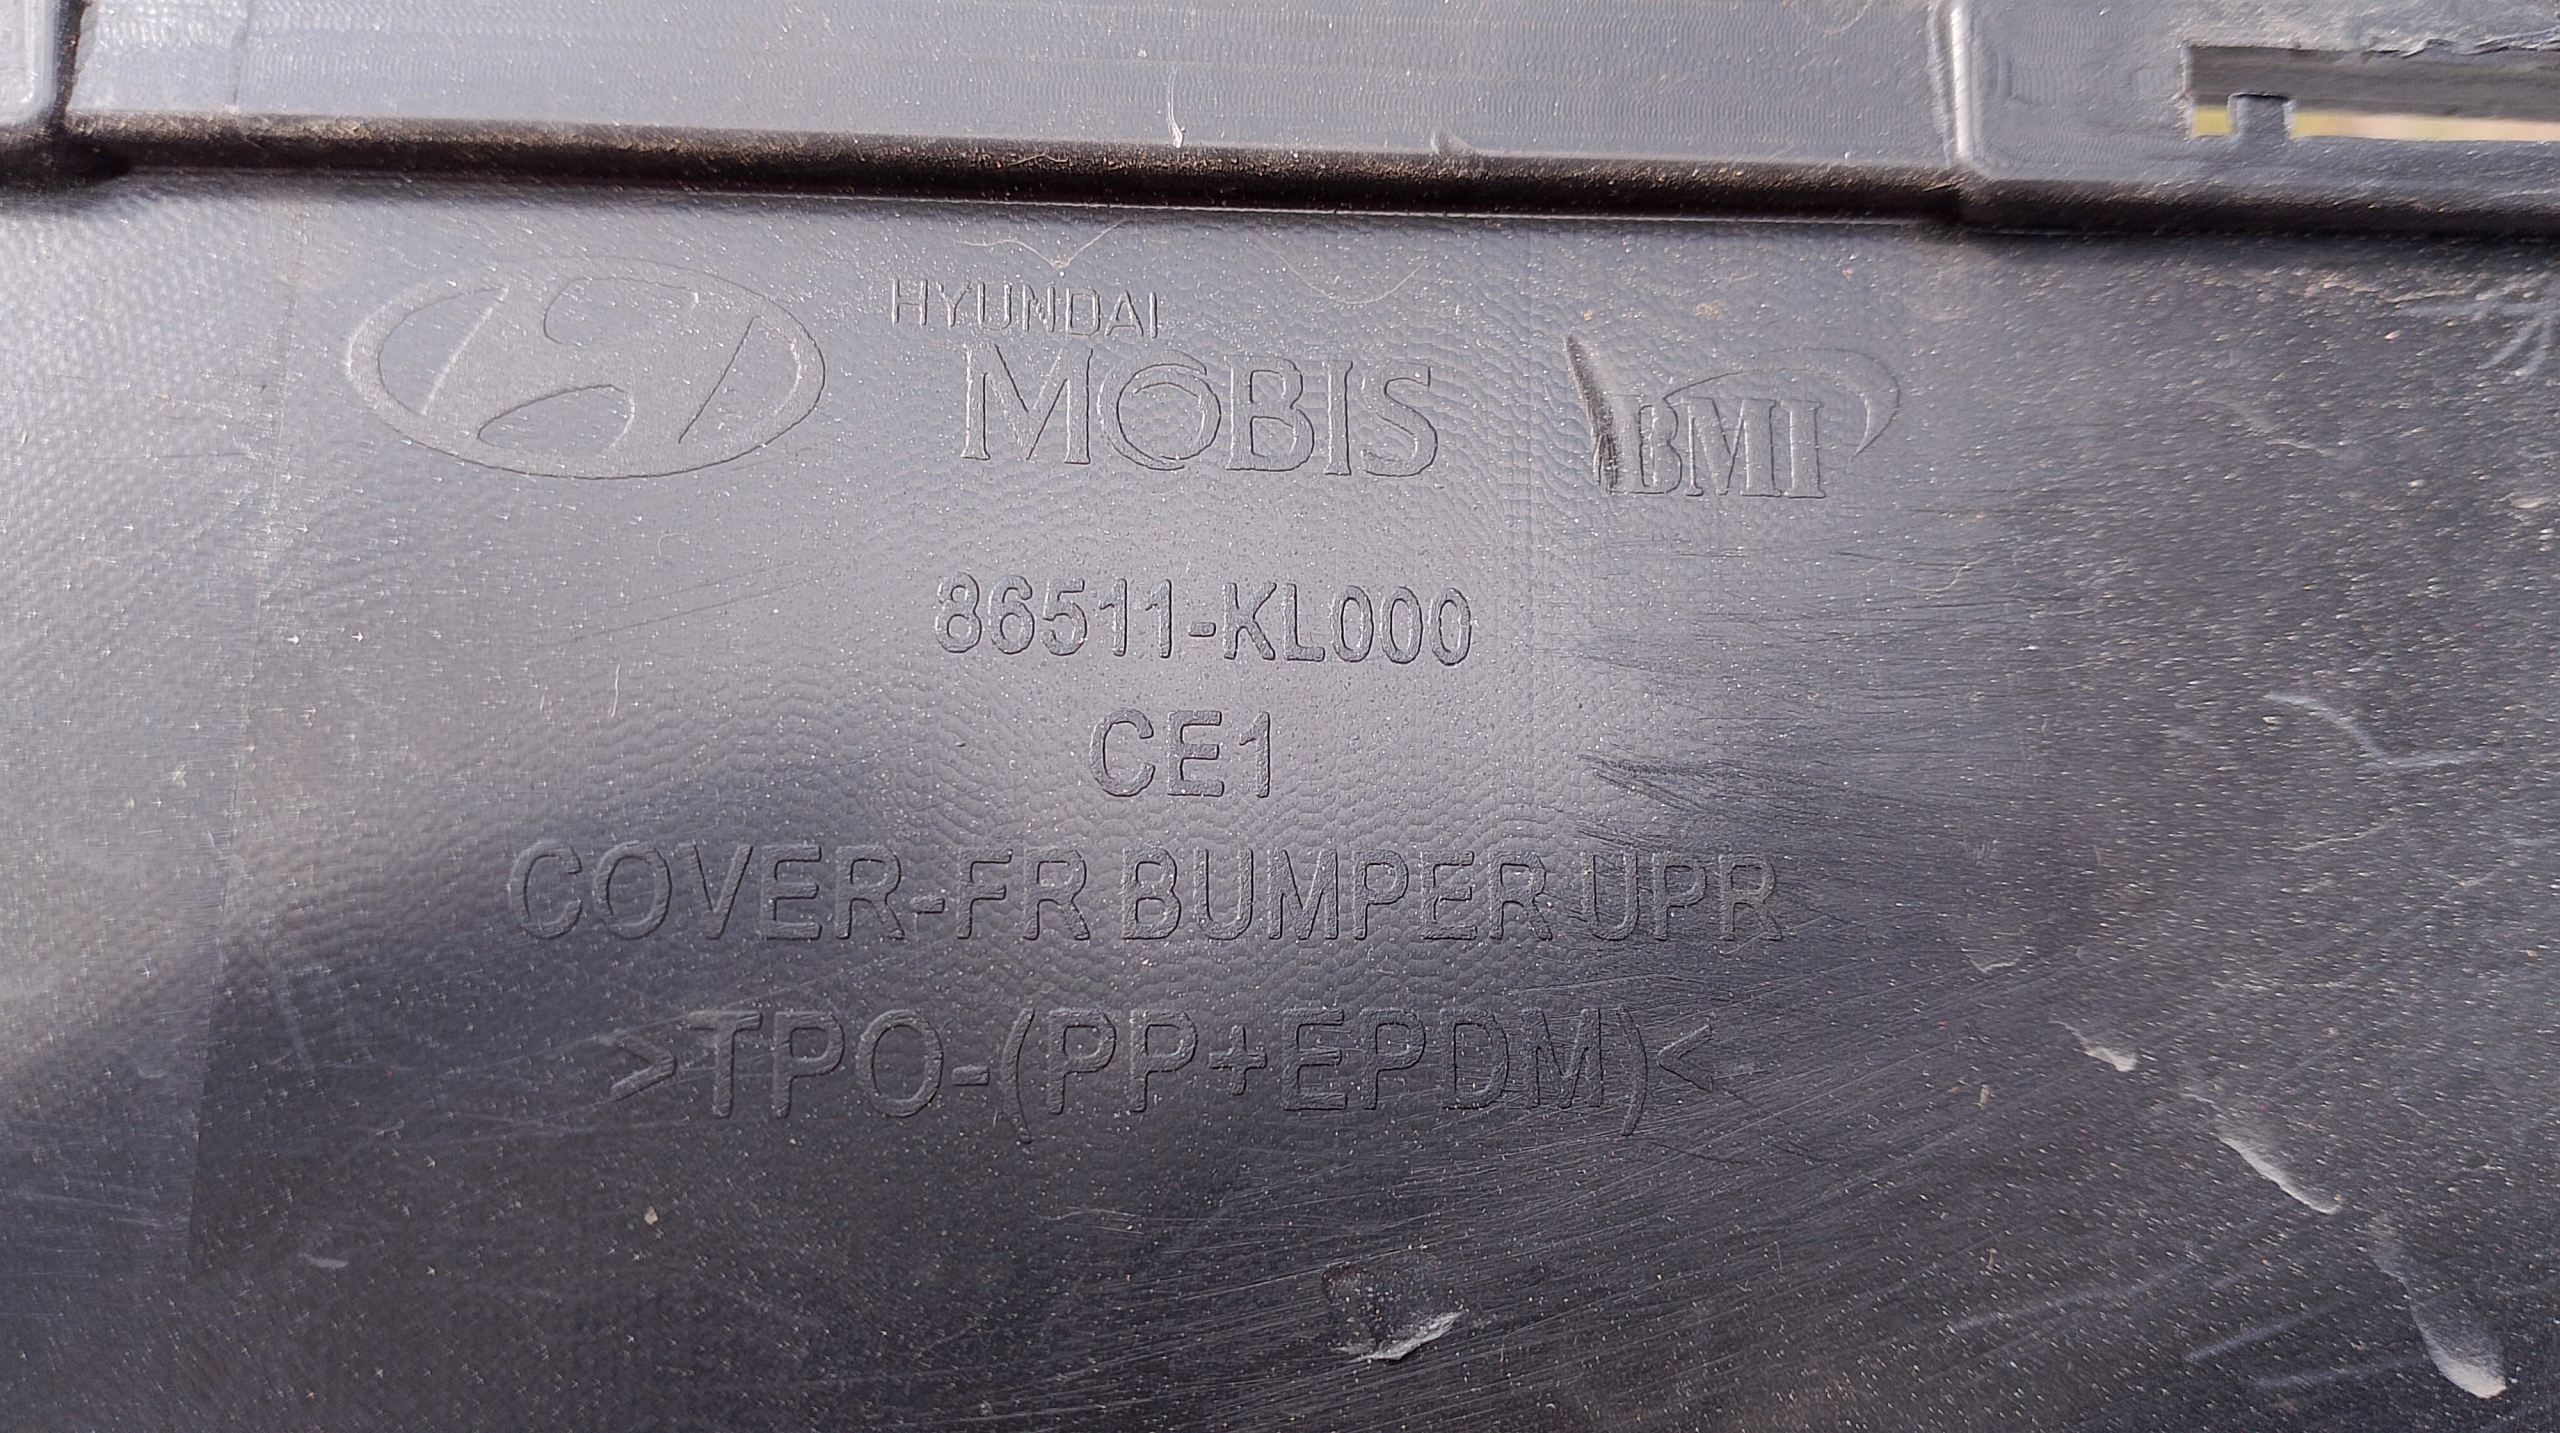 HYUNDAI
MOBIS
BMI
86511-KL000
CE1
COVER-FR BUMPER UPR
>TPO-(PP+EPDM)<